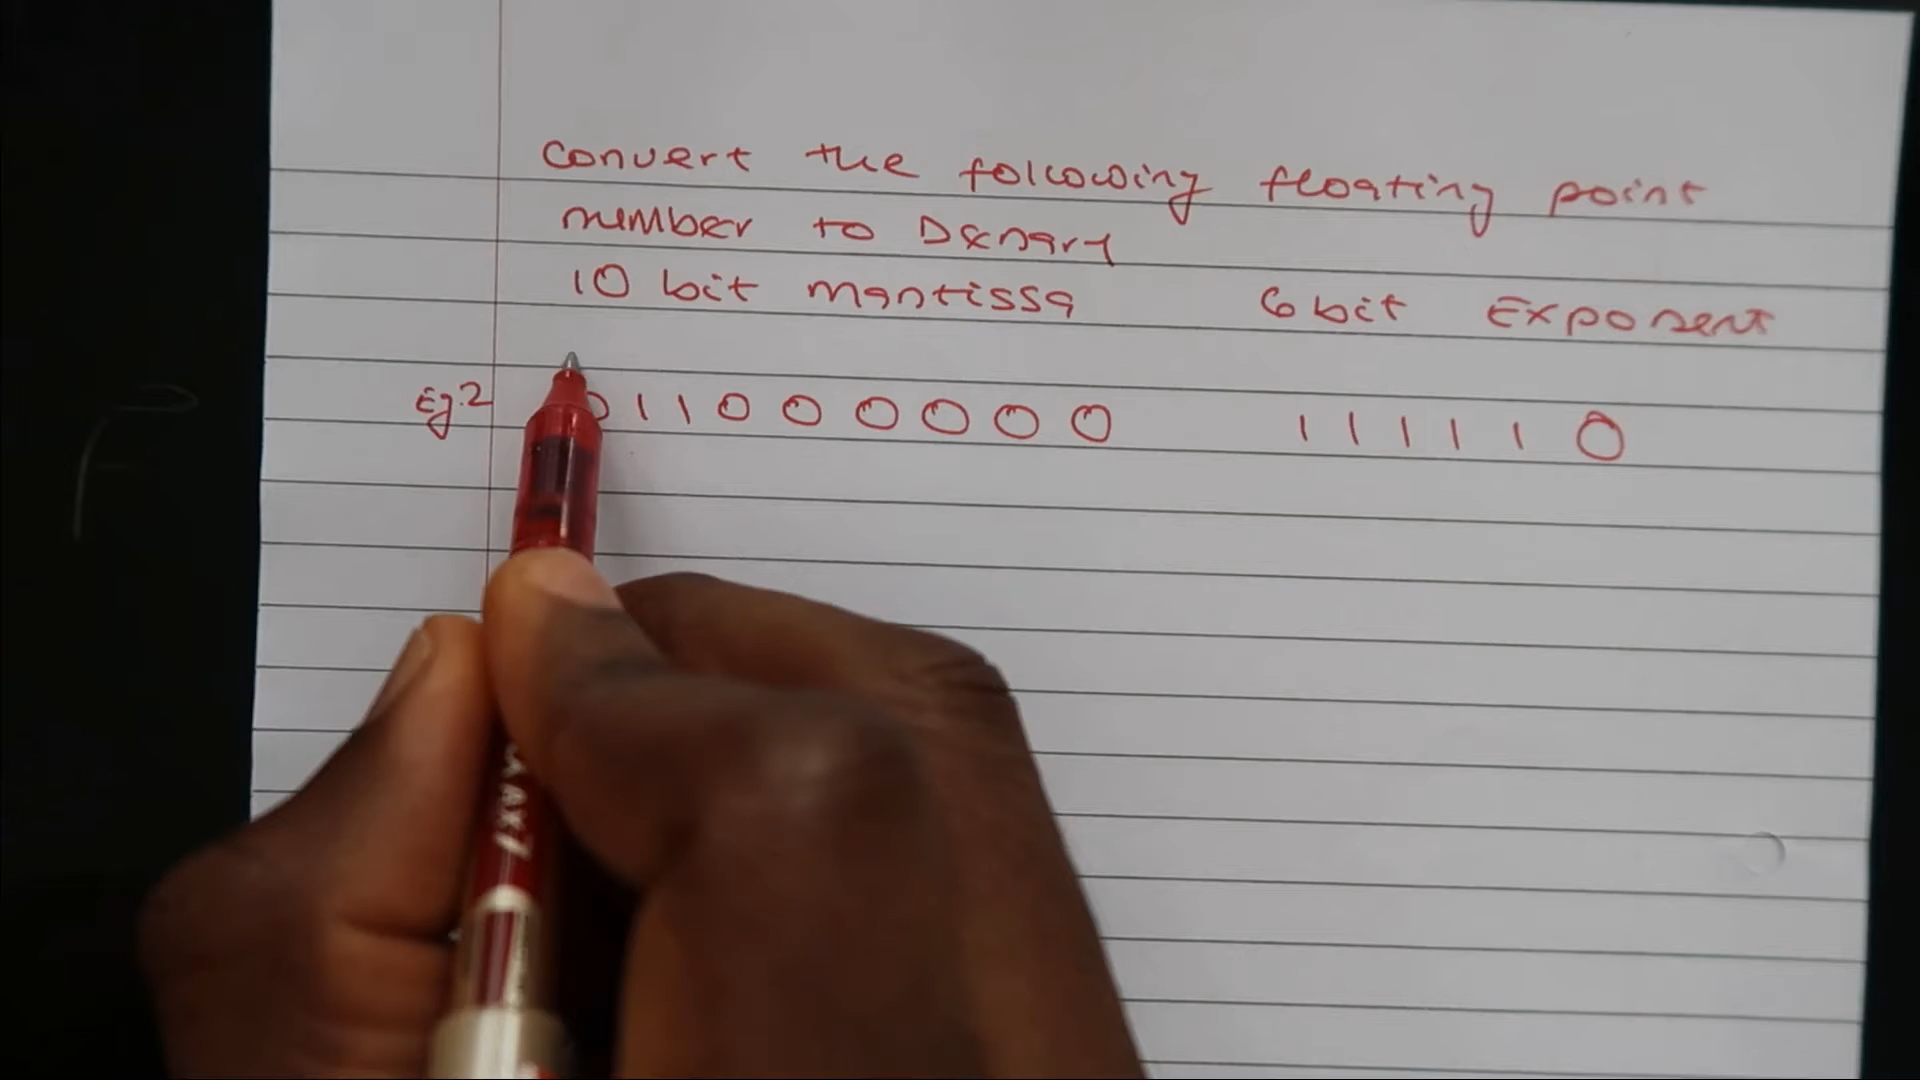 Convert the following floating point
number to Denary
10 bit mantissa 6 bit Exponent
Eg.2 0 1 1 0 0 0 0 0 0 1 1 1 1 1 0